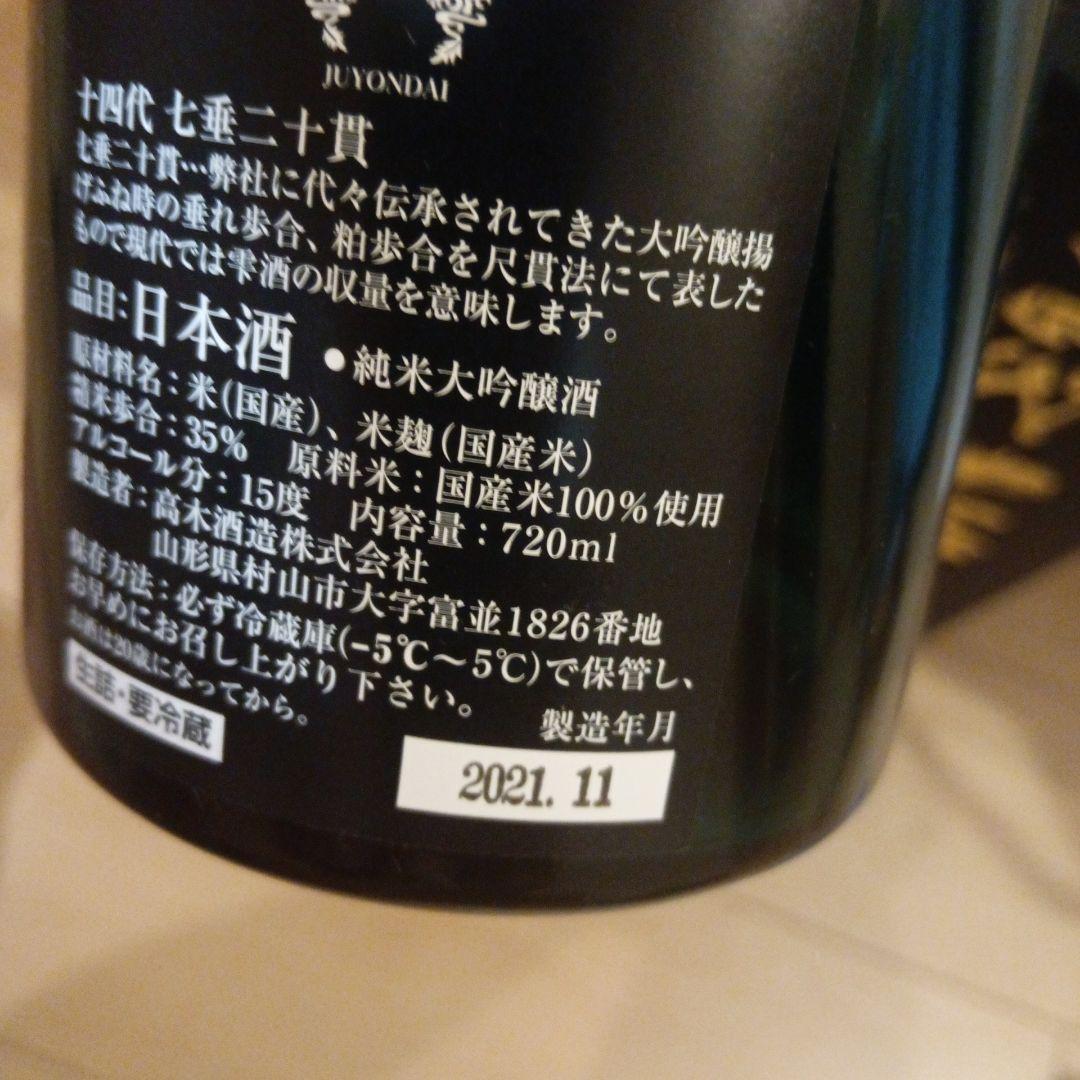 JUYONDAI
十四代 七垂二十貫
七垂二十貫…弊社に代々伝承されてきた大吟醸揚
げふね時の垂れ歩合、粕歩合を尺貫法にて表した
もので現代では雫酒の収量を意味します。
品目:日本酒 ●純米大吟醸酒
原材料名：米(国産)、米麹(国産米)
精米歩合：35% 原料米：国産米100%使用
アルコール分：15度 内容量：720ml
製造者：高木酒造株式会社
山形県村山市大字富並1826番地
保存方法：必ず冷蔵庫(-5℃～5℃)で保管し、
お早めにお召し上がり下さい。
お酒は20歳になってから。
製造年月
生詰・要冷蔵
2021. 11